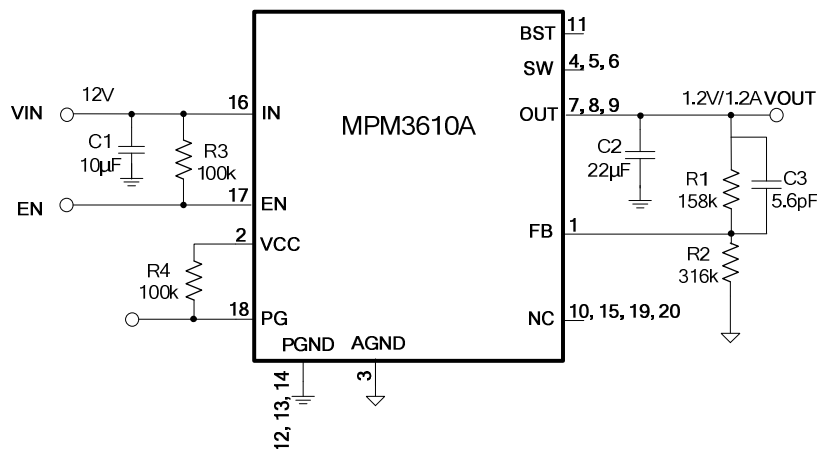 BST
11
SW
4, 5, 6
VIN
12V
16
IN
MPM3610A
OUT
7, 8, 9
1.2V/1.2A VOUT
C1
10µF
R3
100k
C2
22µF
R1
158k
C3
5.6pF
EN
17
EN
2
VCC
FB
1
R4
100k
R2
316k
18
PG
NC
10, 15, 19, 20
PGND
AGND
12, 13, 14
3